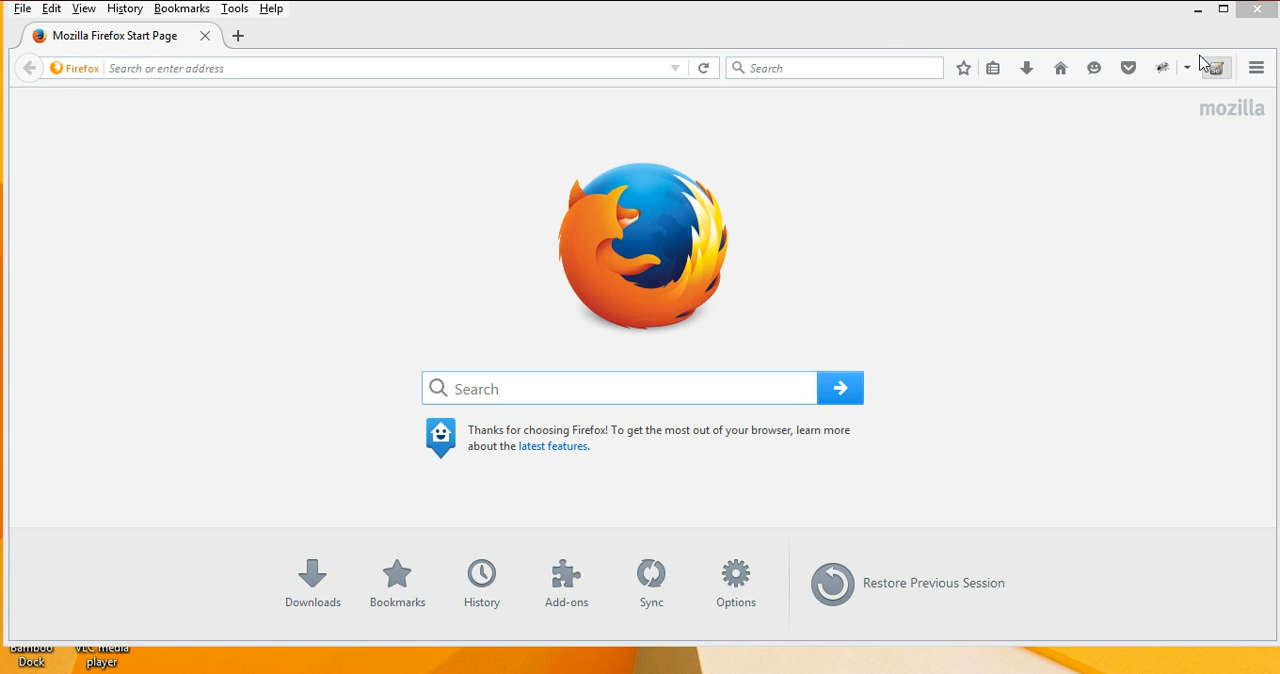 File Edit View History Bookmarks Tools Help
Mozilla Firefox Start Page
Firefox Search or enter address Search
mozilla
Search
Thanks for choosing Firefox! To get the most out of your browser, learn more
about the latest features.
Downloads Bookmarks History Add-ons Sync Options Restore Previous Session
Bamboo VLC media
Dock player